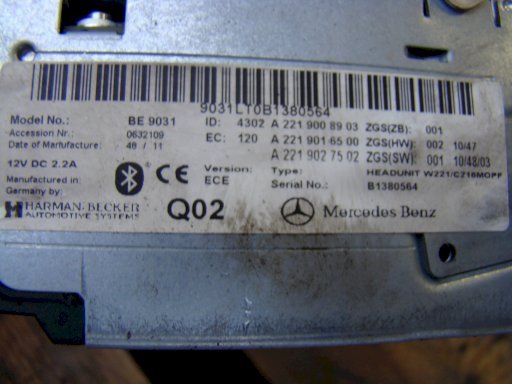 9031LT0B1380564
Model No.: BE 9031 ID: 4302 A 221 900 89 03 ZGS(ZB): 001
Accession Nr.: 0632109 EC: 120 A 221 901 65 00 ZGS(HW): 002 10/47
Date of Marfufacture: 48 / 11 A 221 902 75 02 ZGS(SW): 001 10/48/03
12V DC 2.2A Version: Type: HEADUNIT W221/C216MOPF
Manufactured in ECE Serial No.: B1380564
Germany by:
HARMAN/BECKER Q02 Mercedes Benz
AUTOMOTIVE SYSTEMS